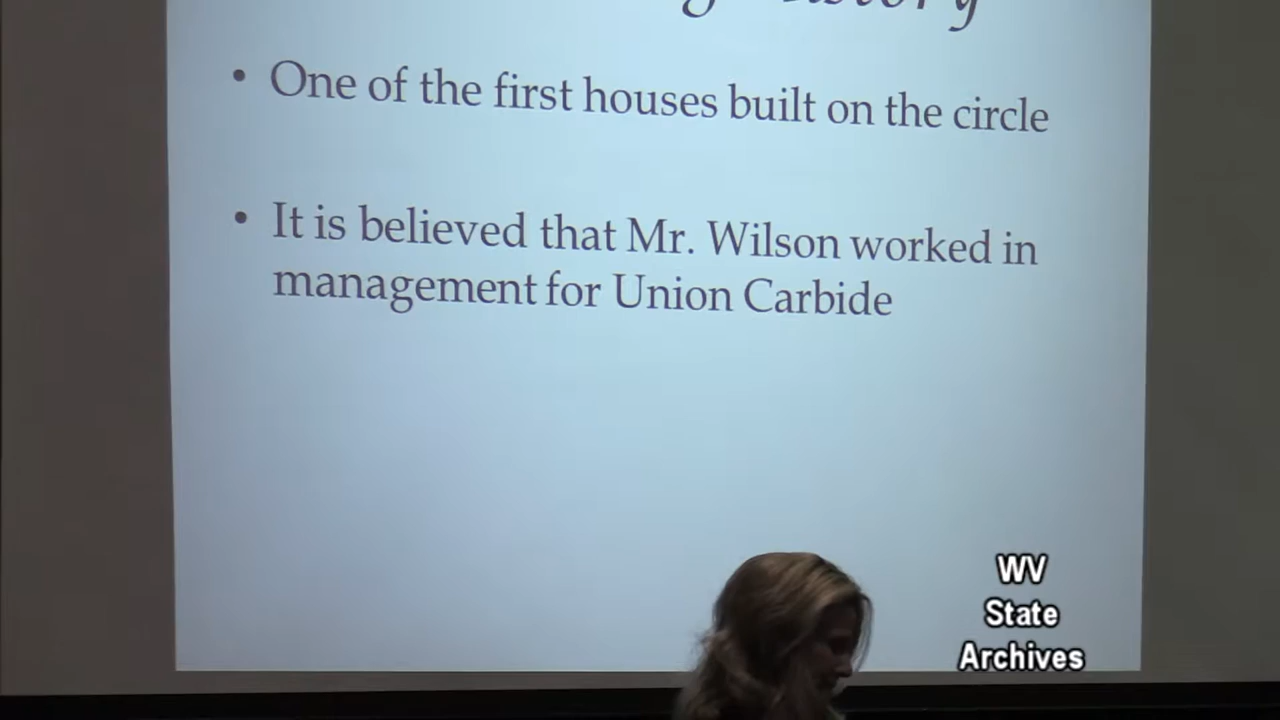 • One of the first houses built on the circle
• It is believed that Mr. Wilson worked in
management for Union Carbide
WV
State
Archives